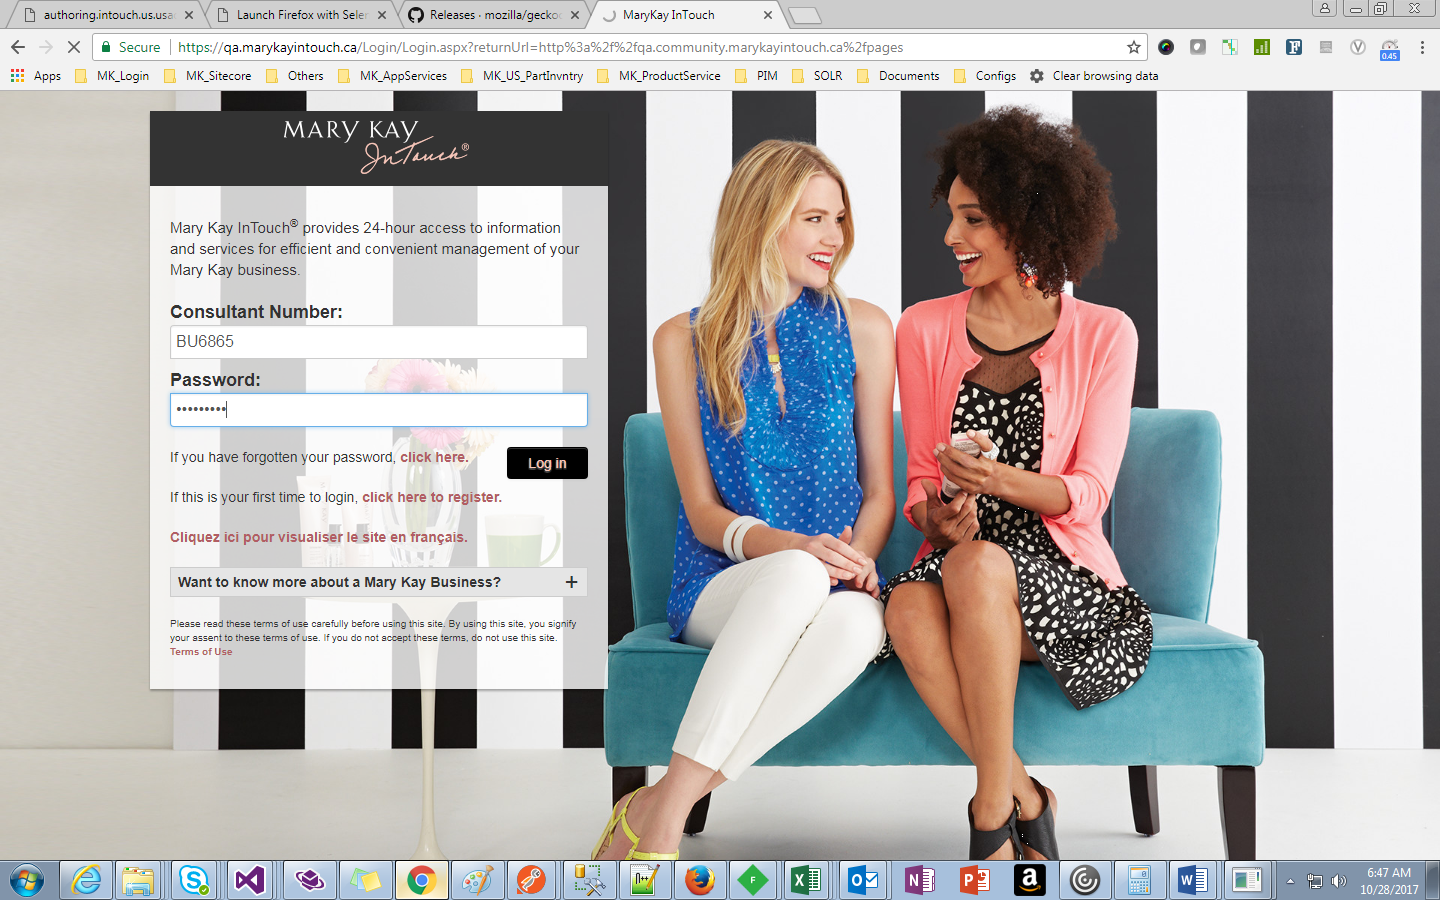 authoring.intouch.us.usa
Launch Firefox with Sele
Releases · mozilla/gecko
MaryKay InTouch
Secure
https://qa.marykayintouch.ca/Login/Login.aspx?returnUrl=http%3a%2f%2fqa.community.marykayintouch.ca%2fpages
0.45
Apps
MK_Login
MK_Sitecore
Others
MK_AppServices
MK_US_PartInvntry
MK_ProductService
PIM
SOLR
Documents
Configs
Clear browsing data
MARY KAY
InTouch®
Mary Kay InTouch® provides 24-hour access to information
and services for efficient and convenient management of your
Mary Kay business.
Consultant Number:
BU6865
Password:
•••••••••
If you have forgotten your password, click here.
Log in
If this is your first time to login, click here to register.
Cliquez ici pour visualiser le site en français.
Want to know more about a Mary Kay Business? +
Please read these terms of use carefully before using this site. By using this site, you signify
your assent to these terms of use. If you do not accept these terms, do not use this site.
Terms of Use
6:47 AM
10/28/2017